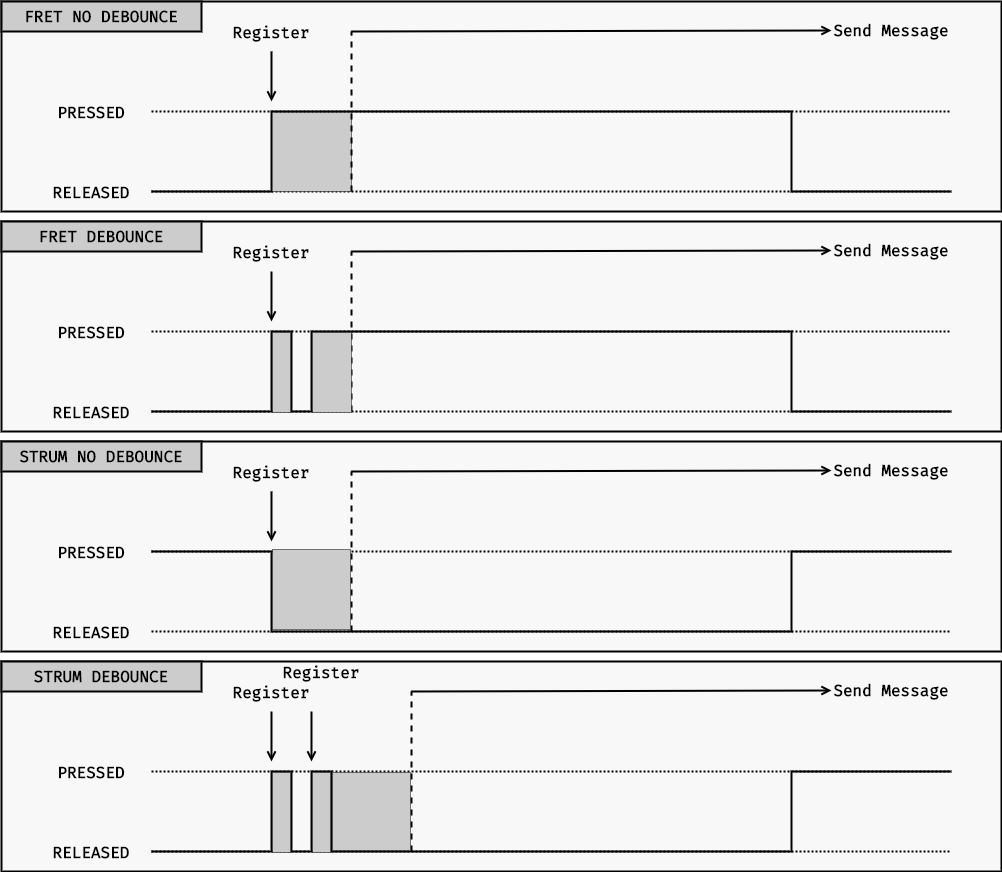 FRET NO DEBOUNCE
Register
Send Message
PRESSED
RELEASED
FRET DEBOUNCE
Register
Send Message
PRESSED
RELEASED
STRUM NO DEBOUNCE
Register
Send Message
PRESSED
RELEASED
STRUM DEBOUNCE
Register
Register
Send Message
PRESSED
RELEASED